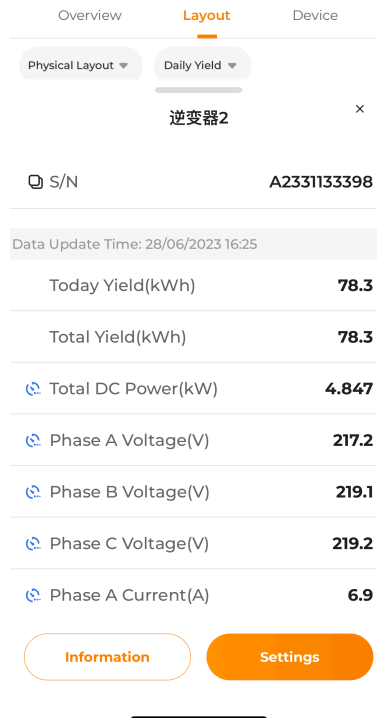 Overview Layout Device
Physical Layout Daily Yield
逆变器2
S/N A2331133398
Data Update Time: 28/06/2023 16:25
Today Yield(kWh) 78.3
Total Yield(kWh) 78.3
Total DC Power(kW) 4.847
Phase A Voltage(V) 217.2
Phase B Voltage(V) 219.1
Phase C Voltage(V) 219.2
Phase A Current(A) 6.9
Information Settings